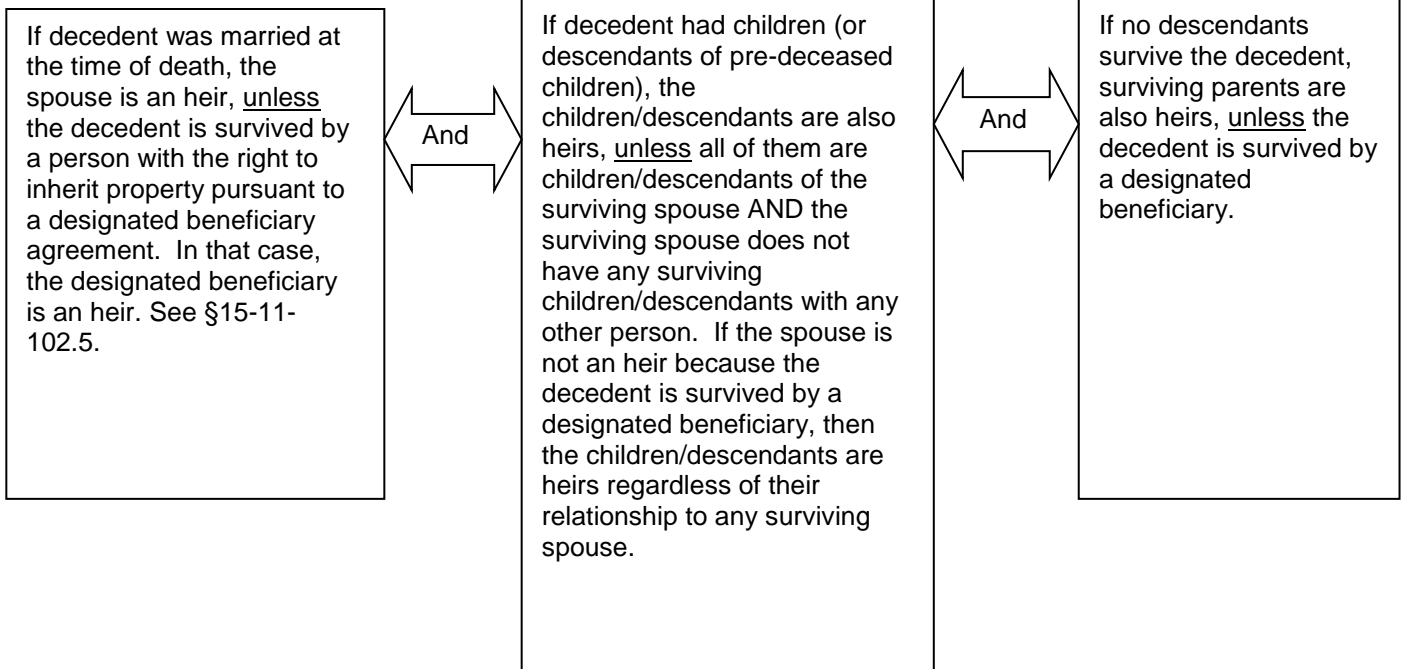 If decedent was married at
the time of death, the
spouse is an heir, unless
the decedent is survived by
a person with the right to
inherit property pursuant to
a designated beneficiary
agreement.  In that case,
the designated beneficiary
is an heir. See §15-11-
102.5.
And
If decedent had children (or
descendants of pre-deceased
children), the
children/descendants are also
heirs, unless all of them are
children/descendants of the
surviving spouse AND the
surviving spouse does not
have any surviving
children/descendants with any
other person.  If the spouse is
not an heir because the
decedent is survived by a
designated beneficiary, then
the children/descendants are
heirs regardless of their
relationship to any surviving
spouse.
And
If no descendants
survive the decedent,
surviving parents are
also heirs, unless the
decedent is survived by
a designated
beneficiary.